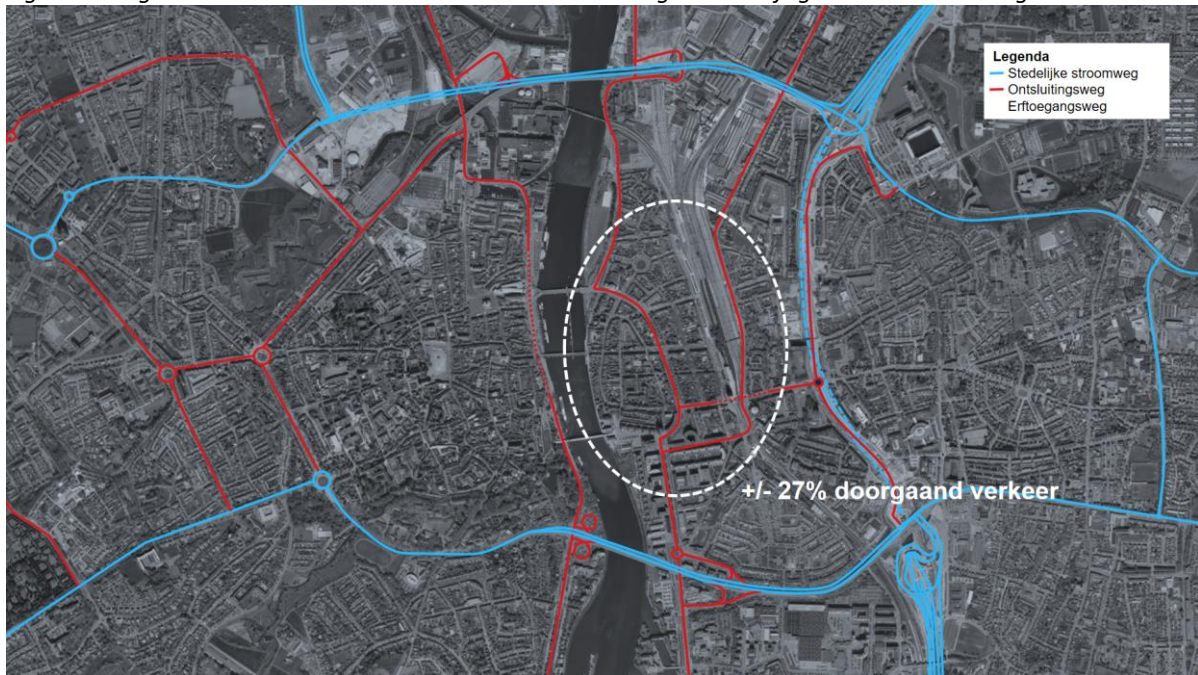 Legenda
Stedelijke stroomweg
Ontsluitingsweg
Erftoegangsweg
+/- 27% doorgaand verkeer